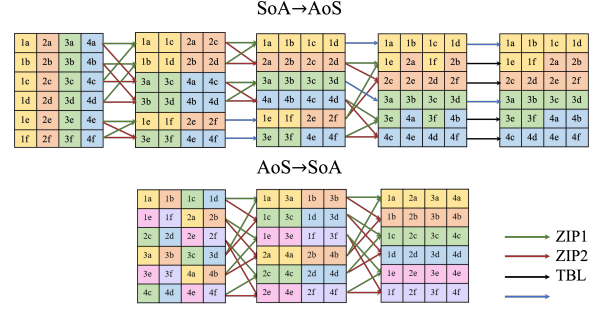 SoA→AoS
1a 2a 3a 4a 1a 1c 2a 2c 1a 1b 1c 1d 1a 1b 1c 1d 1a 1b 1c 1d
1b 2b 3b 4b 1b 1d 2b 2d 2a 2b 2c 2d 1e 2a 1f 2b 1e 1f 2a 2b
1c 2c 3c 4c 3a 3c 4a 4c 3a 3b 3c 3d 2c 2e 2d 2f 2c 2d 2e 2f
1d 2d 3d 4d 3b 3d 4b 4d 4a 4b 4c 4d 3a 3b 3c 3d 3a 3b 3c 3d
1e 2e 3e 4e 1e 1f 2e 2f 1e 1f 2e 2f 3e 4a 3f 4b 3e 3f 4a 4b
1f 2f 3f 4f 3e 3f 4e 4f 3e 3f 4e 4f 4c 4e 4d 4f 4c 4d 4e 4f
AoS→SoA
1a 1b 1c 1d 1a 3a 1b 3b 1a 2a 3a 4a
1e 1f 2a 2b 1c 3c 1d 3d 1b 2b 3b 4b
2c 2d 2e 2f 1e 3e 1f 3f 1c 2c 3c 4c
3a 3b 3c 3d 2a 4a 2b 4b 1d 2d 3d 4d
3e 3f 4a 4b 2c 4c 2d 4d 1e 2e 3e 4e
4c 4d 4e 4f 2e 4e 2f 4f 1f 2f 3f 4f
ZIP1
ZIP2
TBL